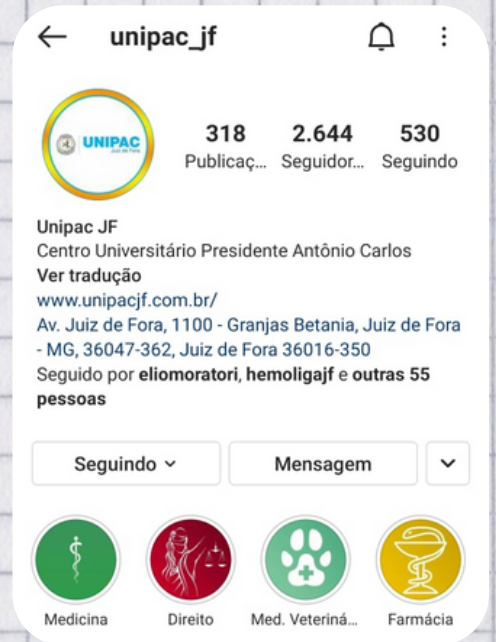 unipac_jf
UNIPAC
Juiz de Fora
318
2.644
530
Publicaç...
Seguidor...
Seguindo
Unipac JF
Centro Universitário Presidente Antônio Carlos
Ver tradução
www.unipacjf.com.br/
Av. Juiz de Fora, 1100 - Granjas Betania, Juiz de Fora
- MG, 36047-362, Juiz de Fora 36016-350
Seguido por eliomoratori, hemoligajf e outras 55
pessoas
Seguindo
Mensagem
Medicina
Direito
Med. Veteriná...
Farmácia